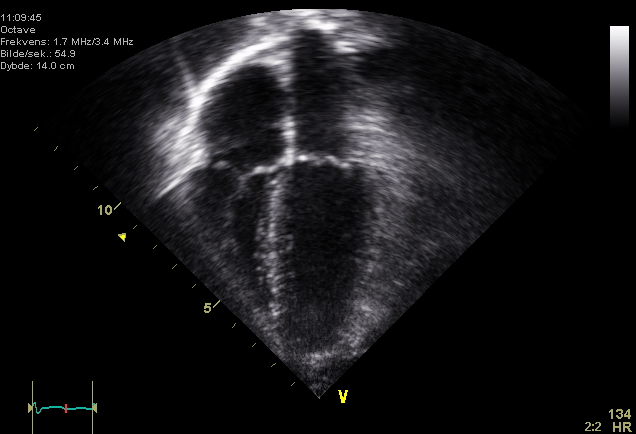 11:09:45
Octave
Frekvens: 1.7 MHz/3.4 MHz
Bilde/sek.: 54.9
Dybde: 14.0 cm
10
5
V
134
2:2 HR